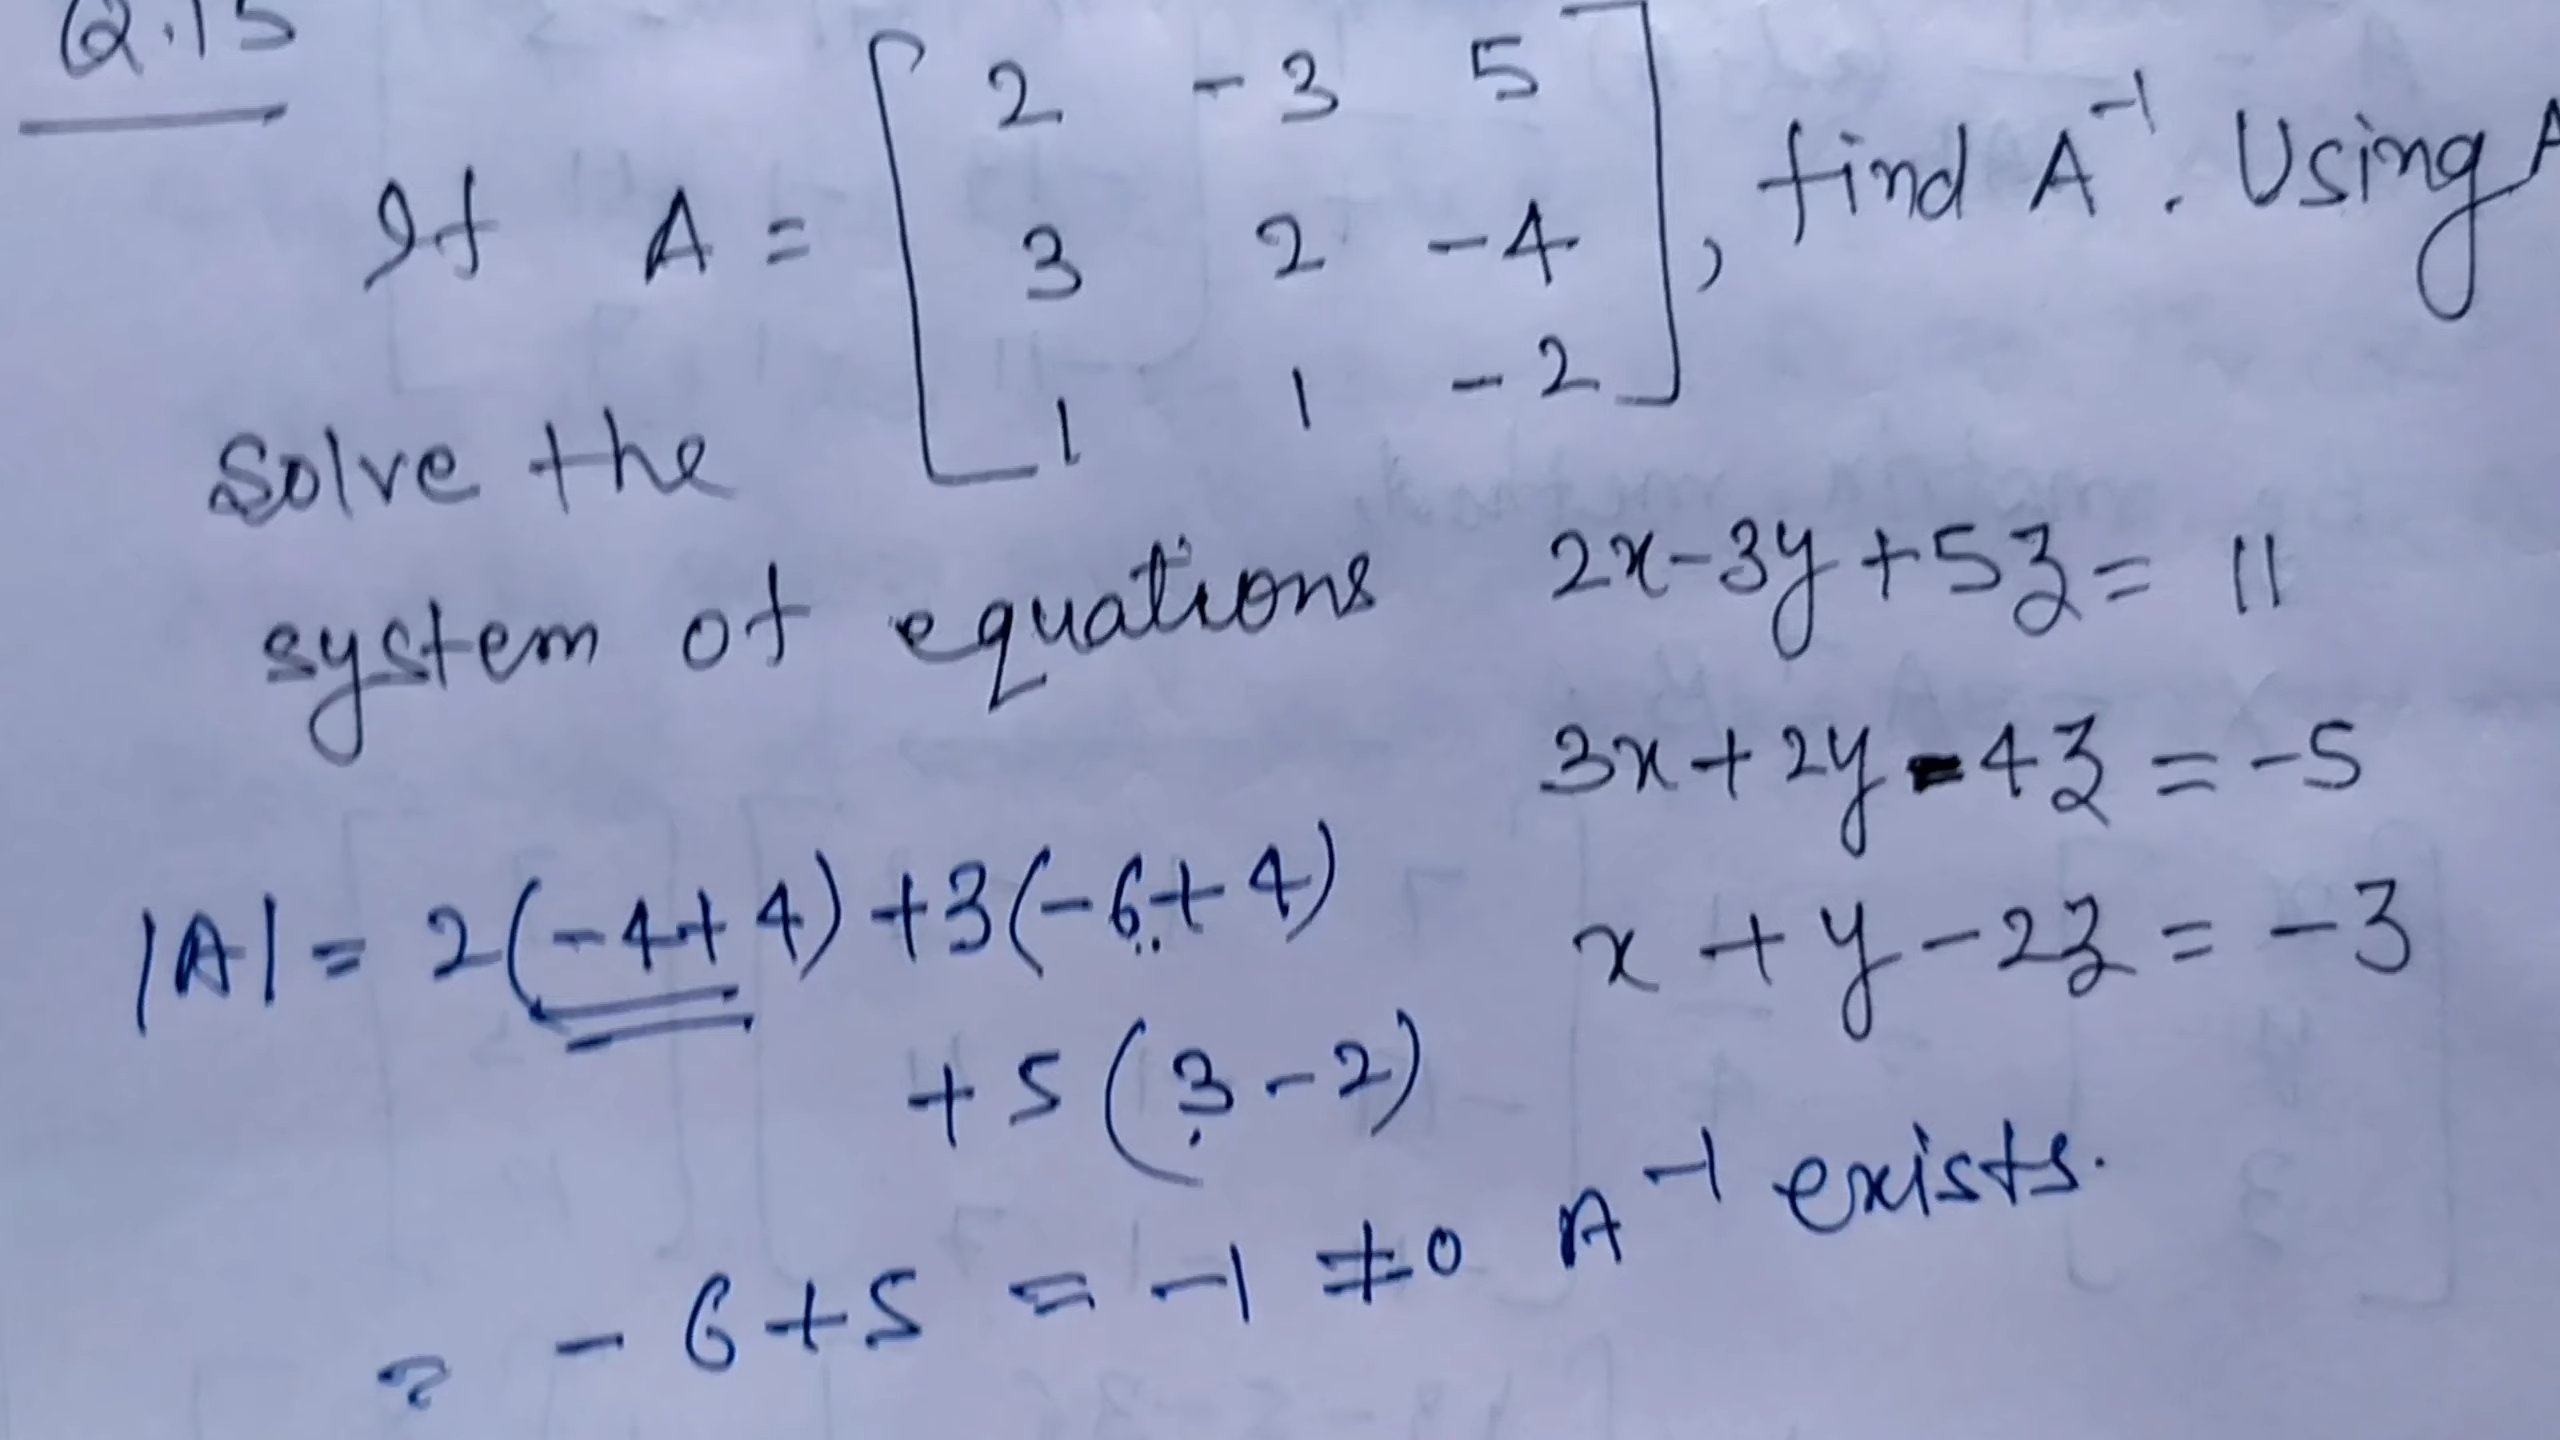 Q.15
If A = [ 2 -3 5
3 2 -4
1 1 -2 ], find A⁻¹. Using A
Solve the
system of equations 2x-3y+5z = 11
3x+2y-4z = -5
x+y-2z = -3
|A| = 2(-4+4)+3(-6+4)
+5(3-2)
= -6+5 = -1 ≠0 A⁻¹ exists.